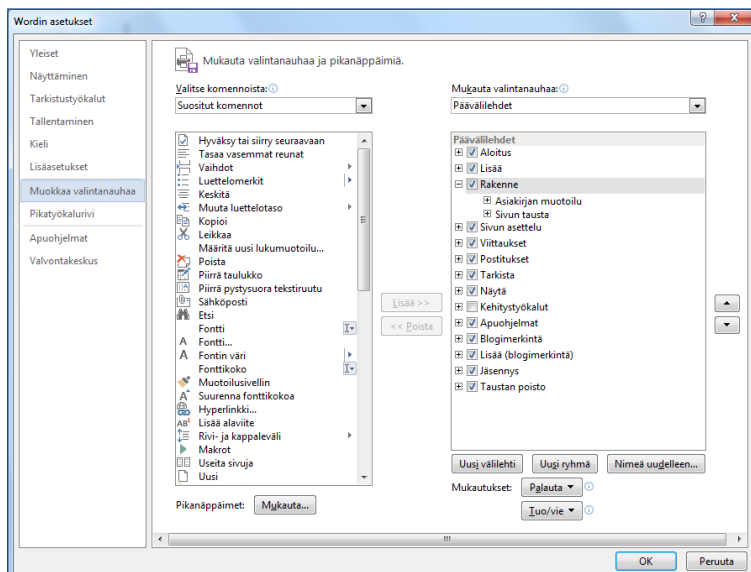 Wordin asetukset
Yleiset
Näyttäminen
Tarkistustyökalut
Tallentaminen
Kieli
Lisäasetukset
Muokkaa valintanauhaa
Pikatyökalurivi
Apuohjelmat
Valvontakeskus
Mukauta valintanauhaa ja pikanäppäimiä.
Valitse komennoista:
Suositut komennot
Hyväksy tai siirry seuraavaan
Tasaa vasemmat reunat
Vaihdot
Luettelomerkit
Keskitä
Muuta luettelotaso
Kopioi
Leikkaa
Määritä uusi lukumuotoilu...
Poista
Piirrä taulukko
Piirrä pystysuora tekstiruutu
Sähköposti
Etsi
Fontti
Fontti...
Fontin väri
Fonttikoko
Muotoilusivellin
Suurenna fonttikokoa
Hyperlinkki...
Lisää alaviite
Rivi- ja kappaleväli
Makrot
Useita sivuja
Uusi
Pikanäppäimet: Mukauta...
Lisää >>
<< Poista
Mukauta valintanauhaa:
Päävälilehdet
Päävälilehdet
Aloitus
Lisää
Rakenne
Asiakirjan muotoilu
Sivun tausta
Sivun asettelu
Viittaukset
Postitukset
Tarkista
Näytä
Kehitystyökalut
Apuohjelmat
Blogimerkintä
Lisää (blogimerkintä)
Jäsennys
Taustan poisto
Uusi välilehti Uusi ryhmä Nimeä uudelleen...
Mukautukset: Palauta
Tuo/vie
OK Peruuta